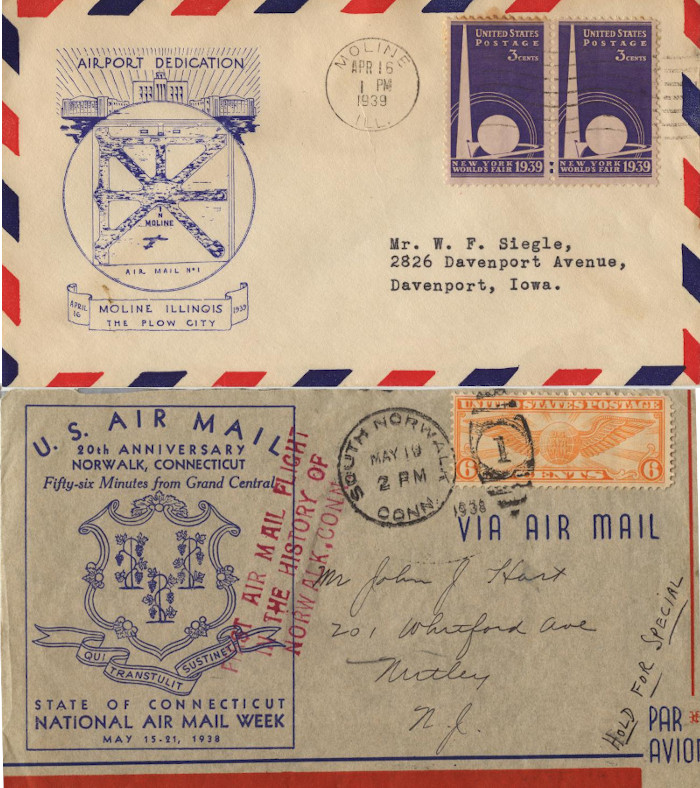 AIRPORT DEDICATION
IN
MOLINE
AIR MAIL Nº1
APRIL
16
MOLINE ILLINOIS
THE PLOW CITY
1939
MOLINE
APR 16
1 PM
1939
ILL.
UNITED STATES
POSTAGE
3 CENTS
NEW YORK
WORLD'S FAIR 1939
UNITED STATES
POSTAGE
3 CENTS
NEW YORK
WORLD'S FAIR 1939
Mr. W. F. Siegle,
2826 Davenport Avenue,
Davenport, Iowa.
U. S. AIR MAIL
20th ANNIVERSARY
NORWALK, CONNECTICUT
Fifty-six Minutes from Grand Central
QUI TRANSTULIT SUSTINET
STATE OF CONNECTICUT
NATIONAL AIR MAIL WEEK
MAY 15-21, 1938
FIRST AIR MAIL FLIGHT
IN THE HISTORY OF
NORWALK, CONN.
SOUTH NORWALK
MAY 19
2 PM
CONN.
1938
1
UNITED STATES POSTAGE
6 CENTS 6
VIA AIR MAIL
Mr John J Hart
201 Whitford Ave
Nutley
N. J.
HOLD FOR SPECIAL
PAR
AVION